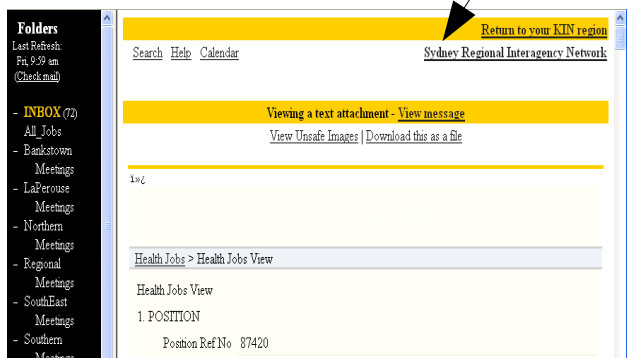 Folders
Last Refresh:
Fri, 9:59 am
(Check mail)
– INBOX (72)
All_Jobs
– Bankstown
Meetings
– LaPerouse
Meetings
– Northern
Meetings
– Regional
Meetings
– SouthEast
Meetings
– Southern
Meetings
Return to your KIN region
Search Help Calendar
Sydney Regional Interagency Network
Viewing a text attachment - View message
View Unsafe Images | Download this as a file
ï»¿
Health Jobs > Health Jobs View
Health Jobs View
1. POSITION
Position Ref No 87420